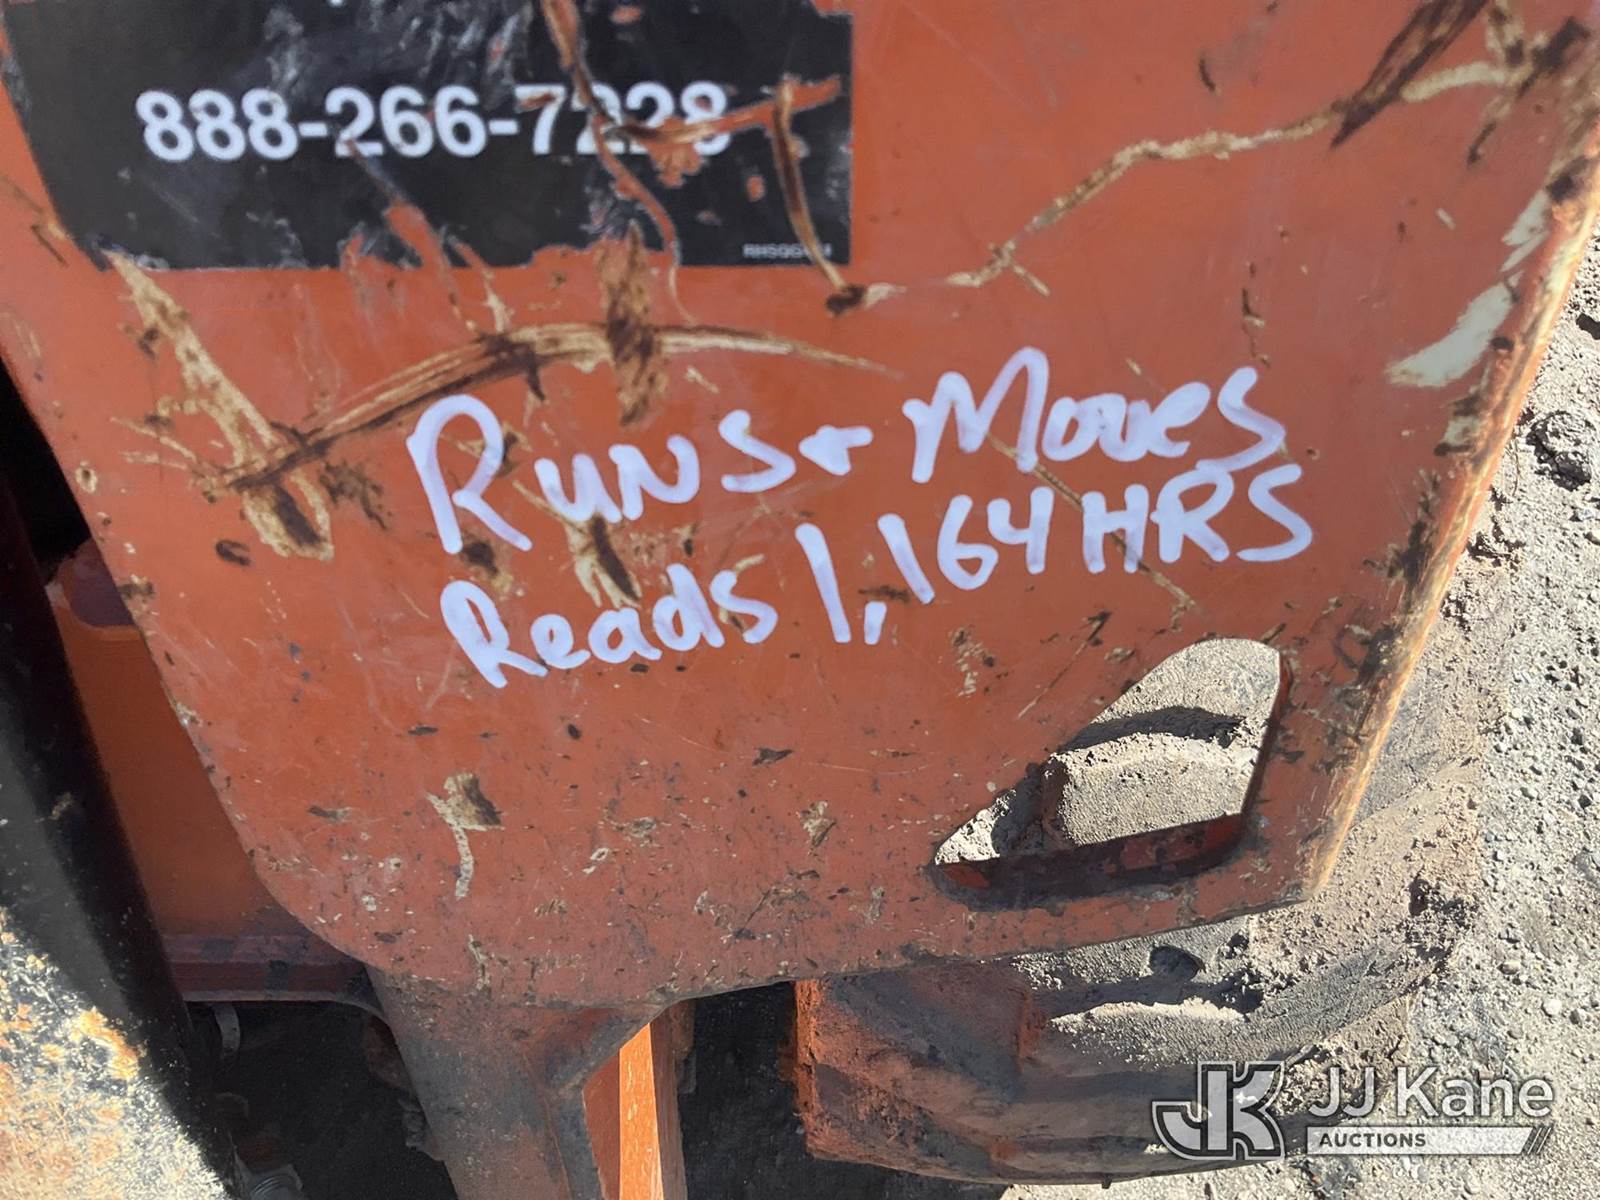 888-266-7228
Runs + Moves
Reads 1,164 HRS
JJ Kane
AUCTIONS